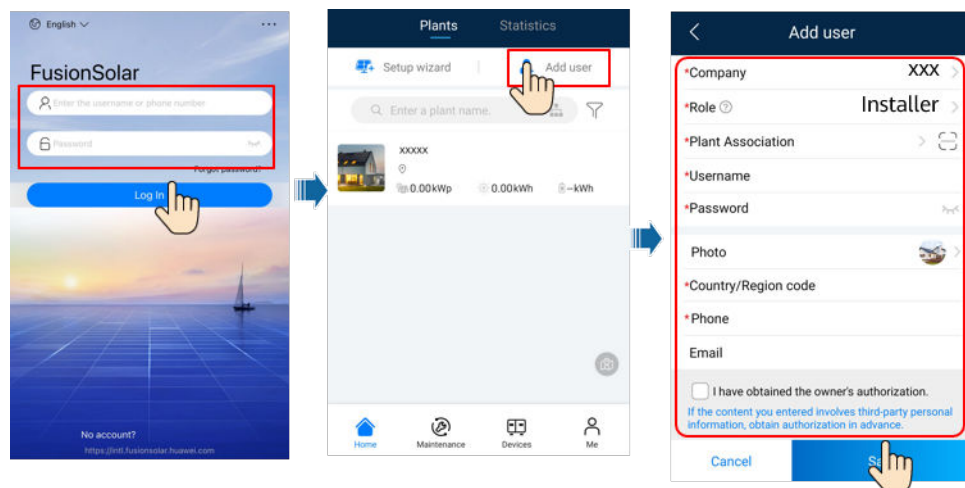 English
FusionSolar
Enter the username or phone number
Password
Forgot password?
Log In
No account?
https://intl.fusionsolar.huawei.com
Plants Statistics
Setup wizard Add user
Enter a plant name.
xxxxx
0.00kWp 0.00kWh --kWh
Home Maintenance Devices Me
Add user
*Company XXX
*Role Installer
*Plant Association
*Username
*Password
Photo
*Country/Region code
*Phone
Email
I have obtained the owner's authorization.
If the content you entered involves third-party personal
information, obtain authorization in advance.
Cancel